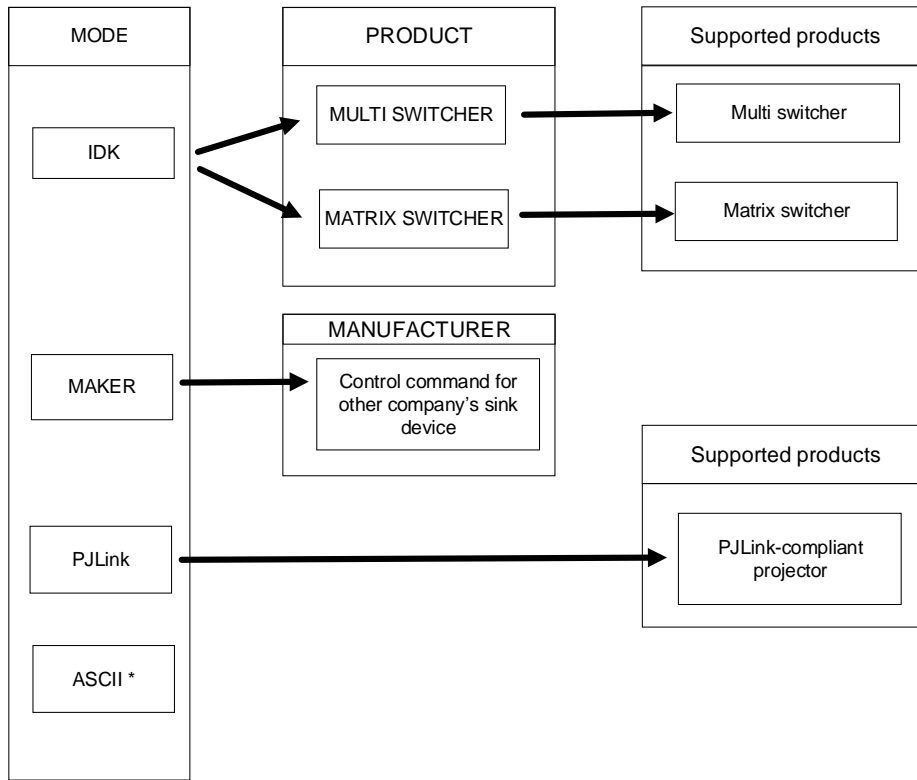 MODE
PRODUCT
Supported products
IDK
MULTI SWITCHER
Multi switcher
MATRIX SWITCHER
Matrix switcher
MANUFACTURER
MAKER
Control command for
other company's sink
device
Supported products
PJLink
PJLink-compliant
projector
ASCII *